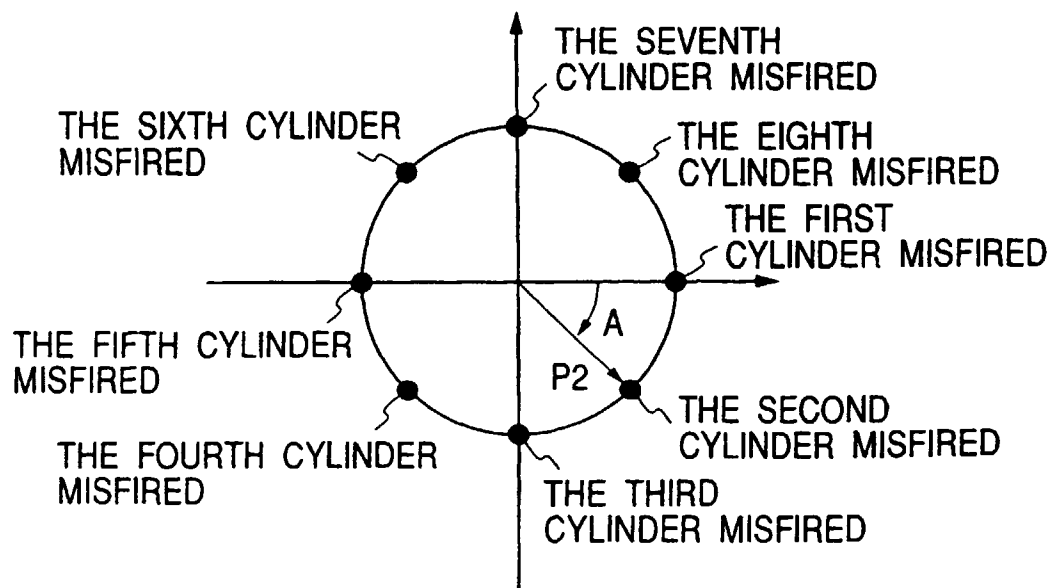 THE SEVENTH
CYLINDER MISFIRED
THE SIXTH CYLINDER
MISFIRED
THE EIGHTH
CYLINDER MISFIRED
THE FIRST
CYLINDER MISFIRED
A
THE FIFTH CYLINDER
MISFIRED
P2
THE SECOND
CYLINDER MISFIRED
THE FOURTH CYLINDER
MISFIRED
THE THIRD
CYLINDER MISFIRED